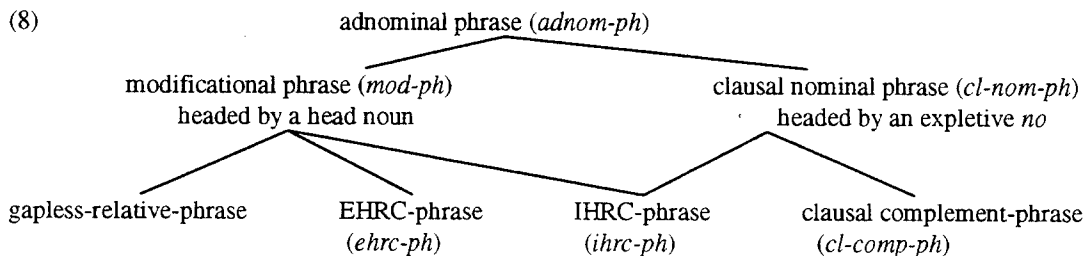 (8) adnominal phrase (adnom-ph)
modificational phrase (mod-ph) clausal nominal phrase (cl-nom-ph)
headed by a head noun headed by an expletive no
gapless-relative-phrase EHRC-phrase IHRC-phrase clausal complement-phrase
(ehrc-ph) (ihrc-ph) (cl-comp-ph)